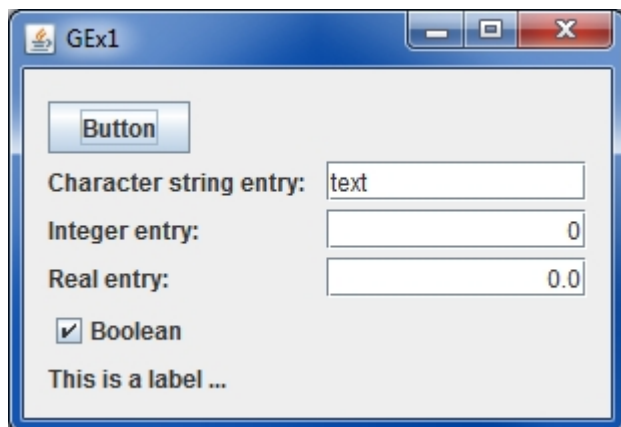 GEx1
Button
Character string entry: text
Integer entry: 0
Real entry: 0.0
Boolean
This is a label ...